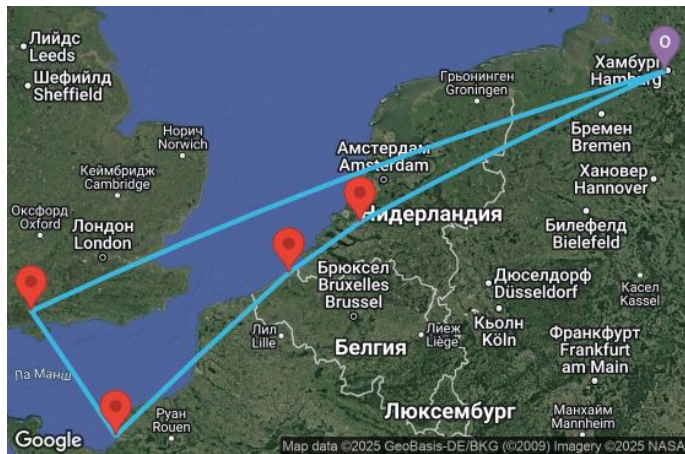 Лийдс
Leeds
Шефийлд
Sheffield
O
Хамбург
Hamburg
Грьонинген
Groningen
Норич
Norwich
Бремен
Bremen
Амстердам
Amsterdam
Кеймбридж
Cambridge
Хановер
Hannover
Оксфорд
Oxford
Лондон
London
Нидерландия
Билефелд
Bielefeld
Брюксел
Bruxelles
Brussel
Дюселдорф
Düsseldorf
Касел
Kassel
Лил
Lille
Лиеж
Liège
Кьолн
Köln
Белгия
Франкфурт
Frankfurt
am Main
Ла Манш
Руан
Rouen
Люксембург
Манхайм
Mannheim
Google
Map data ©2025 GeoBasis-DE/BKG (©2009) Imagery ©2025 NASA